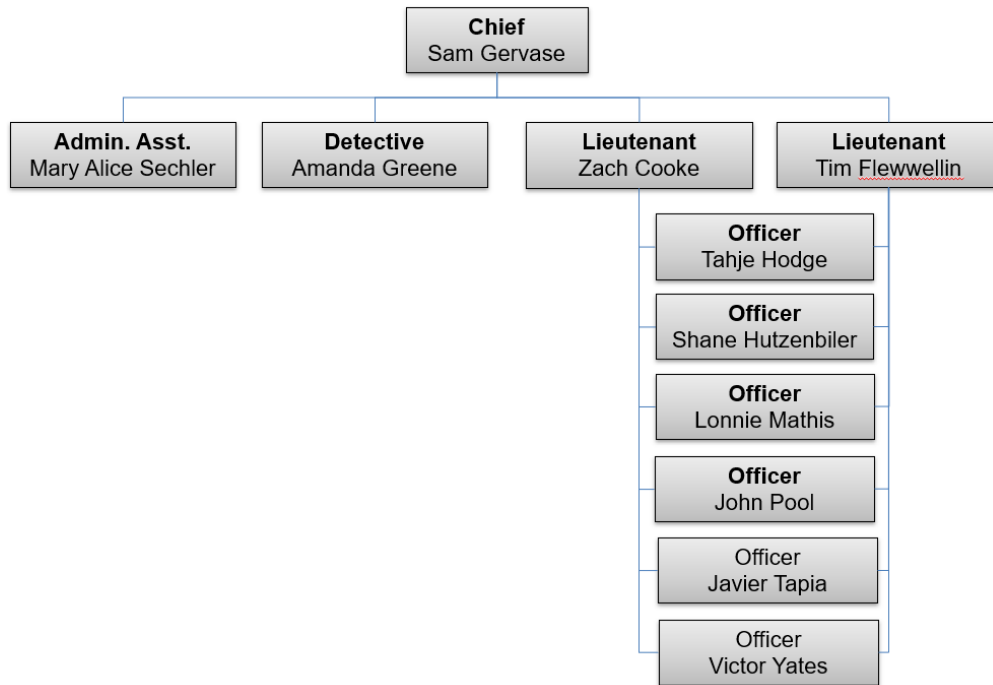 Chief
Sam Gervase
Admin. Asst.
Mary Alice Sechler
Detective
Amanda Greene
Lieutenant
Zach Cooke
Lieutenant
Tim Flewwellin
Officer
Tahje Hodge
Officer
Shane Hutzenbiler
Officer
Lonnie Mathis
Officer
John Pool
Officer
Javier Tapia
Officer
Victor Yates